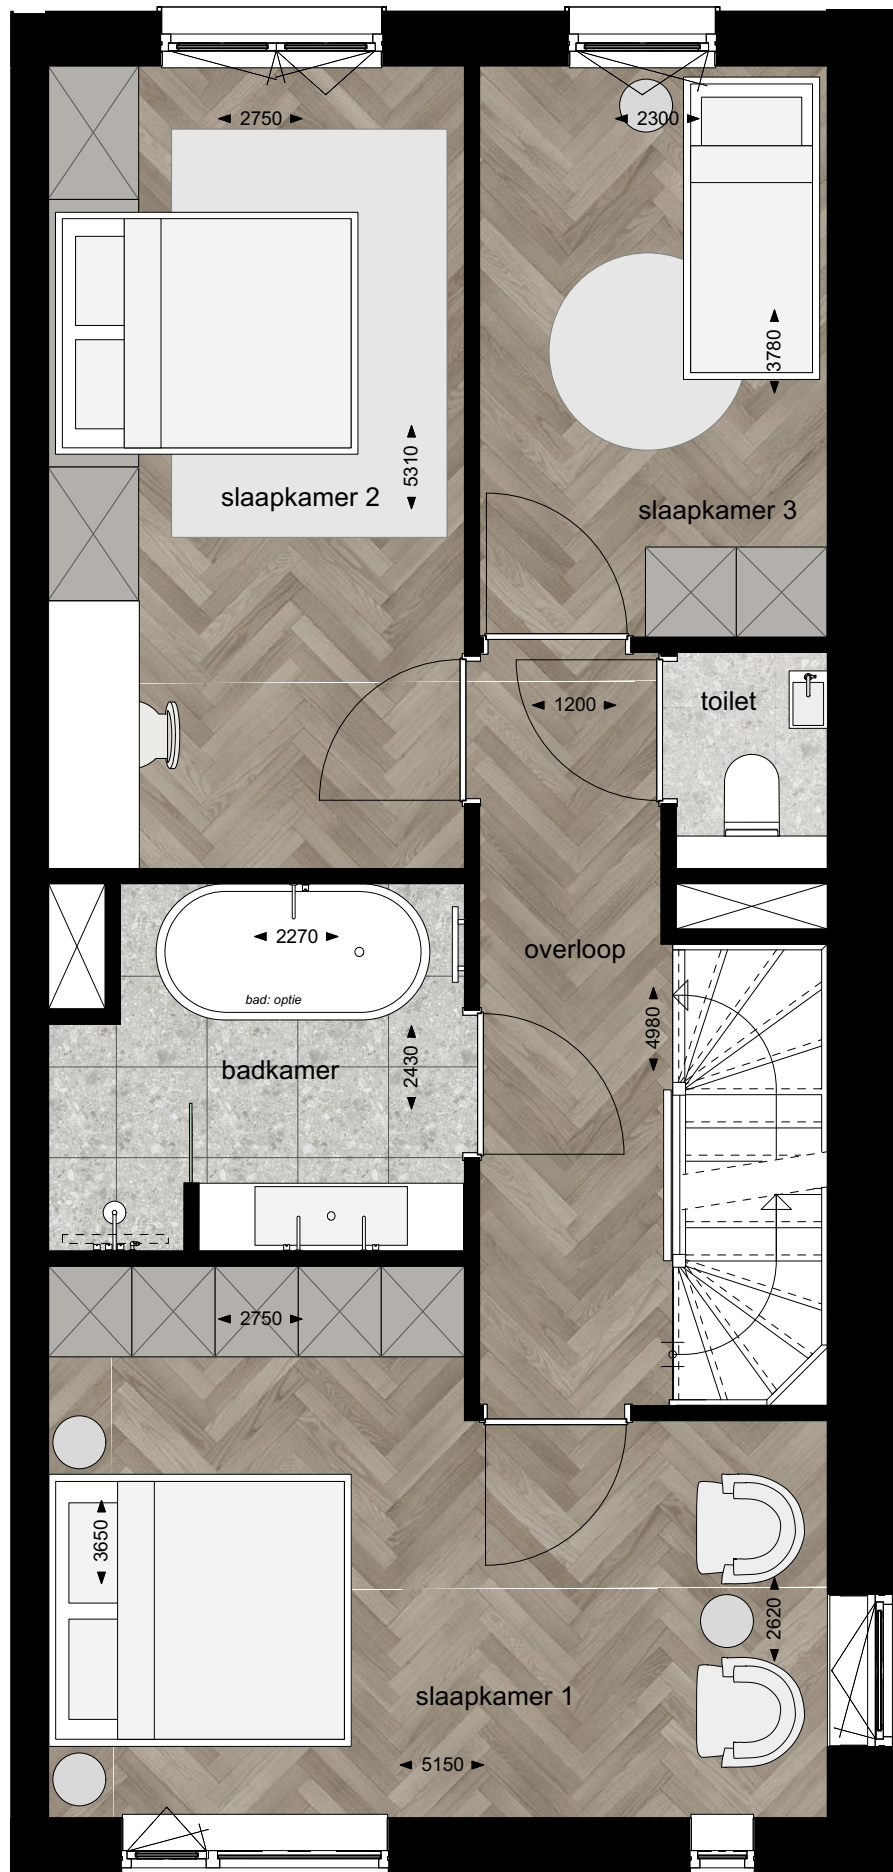 2750
2300
3780
5310
slaapkamer 2
slaapkamer 3
toilet
1200
2270
overloop
bad: optie
4980
2430
badkamer
2750
3650
2620
slaapkamer 1
5150